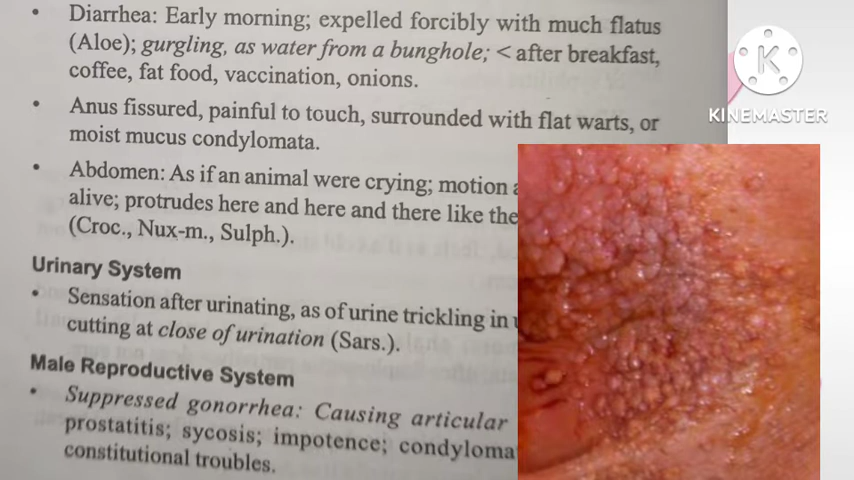 • Diarrhea: Early morning; expelled forcibly with much flatus
(Aloe); gurgling, as water from a bunghole; < after breakfast,
coffee, fat food, vaccination, onions.
• Anus fissured, painful to touch, surrounded with flat warts, or
moist mucus condylomata.
• Abdomen: As if an animal were crying; motion
alive; protrudes here and here and there like the
(Croc., Nux-m., Sulph.).
Urinary System
• Sensation after urinating, as of urine trickling in
cutting at close of urination (Sars.).
Male Reproductive System
• Suppressed gonorrhea: Causing articular
prostatitis; sycosis; impotence;
constitutional troubles.
K
KINEMASTER